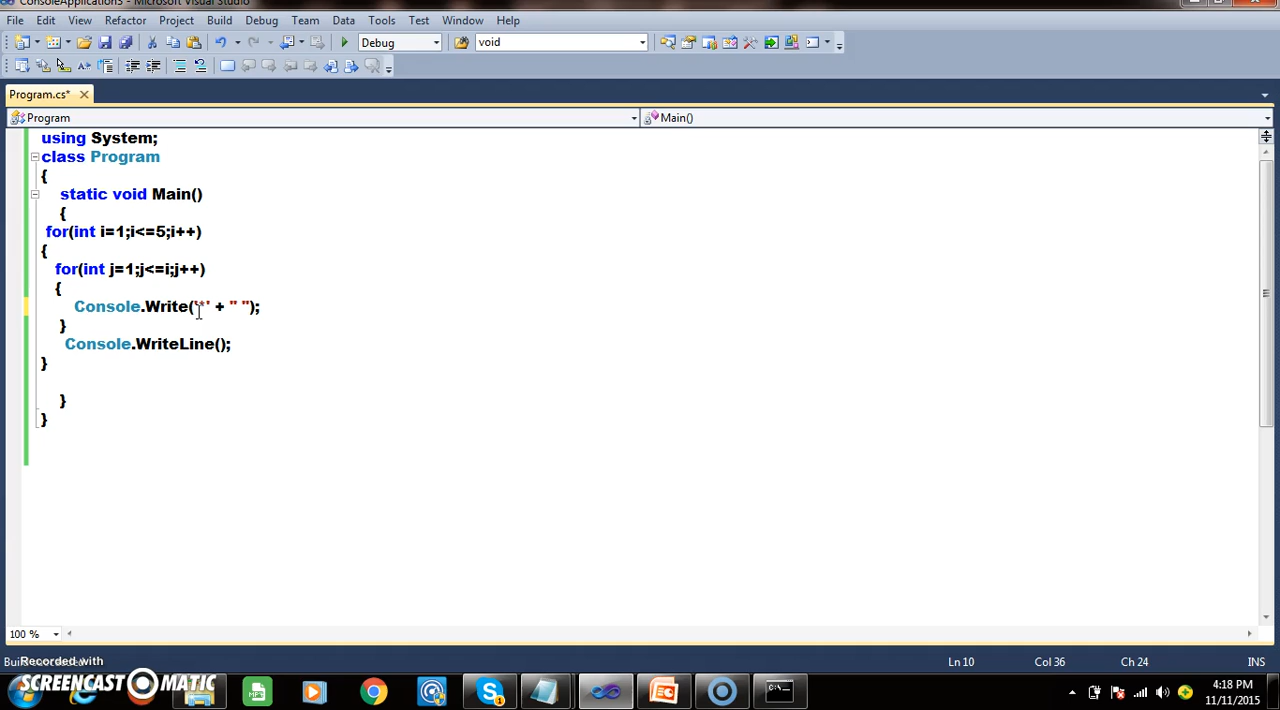 ConsoleApplication3 - Microsoft Visual Studio
File Edit View Refactor Project Build Debug Team Data Tools Test Window Help
Debug void
Program.cs*
Program Main()
using System;
class Program
{
static void Main()
{
for(int i=1;i<=5;i++)
{
for(int j=1;j<=i;j++)
{
Console.Write('*' + " ");
}
Console.WriteLine();
}
}
}
100 %
Ln 10 Col 36 Ch 24 INS
Recorded with
SCREENCAST MATIC
C:\
4:18 PM
11/11/2015